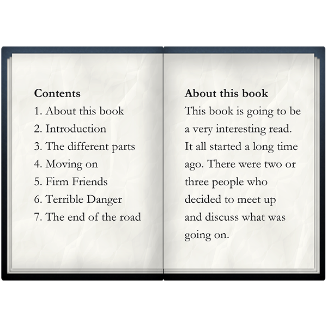 Contents
1. About this book
2. Introduction
3. The different parts
4. Moving on
5. Firm Friends
6. Terrible Danger
7. The end of the road
About this book
This book is going to be
a very interesting read.
It all started a long time
ago. There were two or
three people who
decided to meet up
and discuss what was
going on.